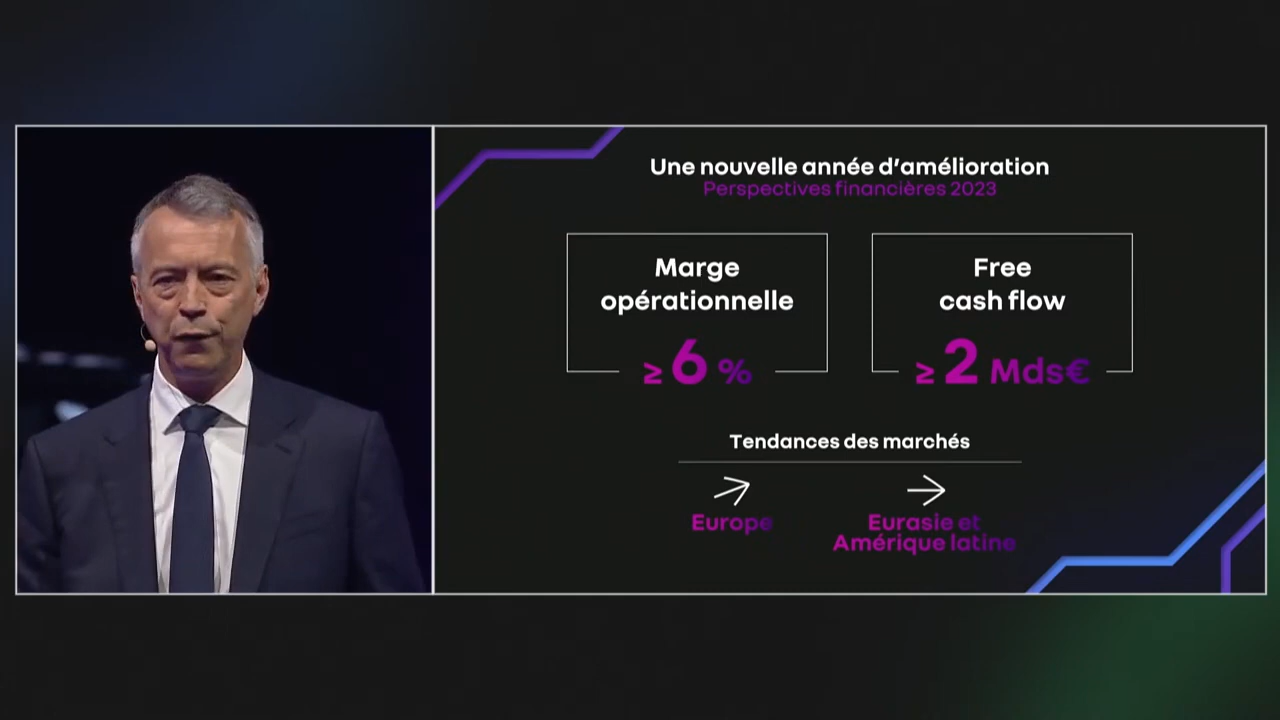 Une nouvelle année d'amélioration
Perspectives financières 2023
Marge
opérationnelle
≥ 6 %
Free
cash flow
≥ 2 Mds€
Tendances des marchés
Europe
Eurasie et
Amérique latine